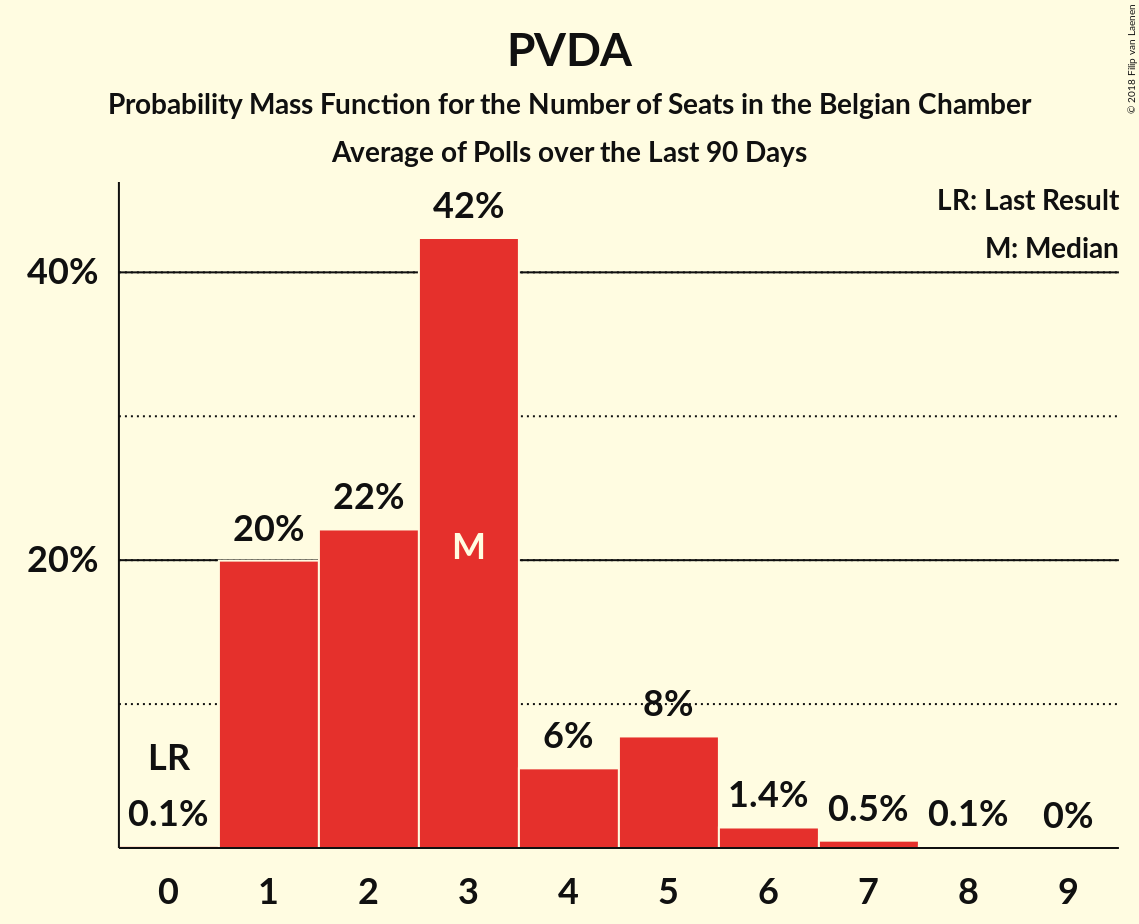 PVDA
Probability Mass Function for the Number of Seats in the Belgian Chamber
Average of Polls over the Last 90 Days
© 2018 Filip van Laenen
LR: Last Result
M: Median
40%
20%
LR
0.1%
20%
22%
42%
M
6%
8%
1.4%
0.5%
0.1%
0%
0 1 2 3 4 5 6 7 8 9